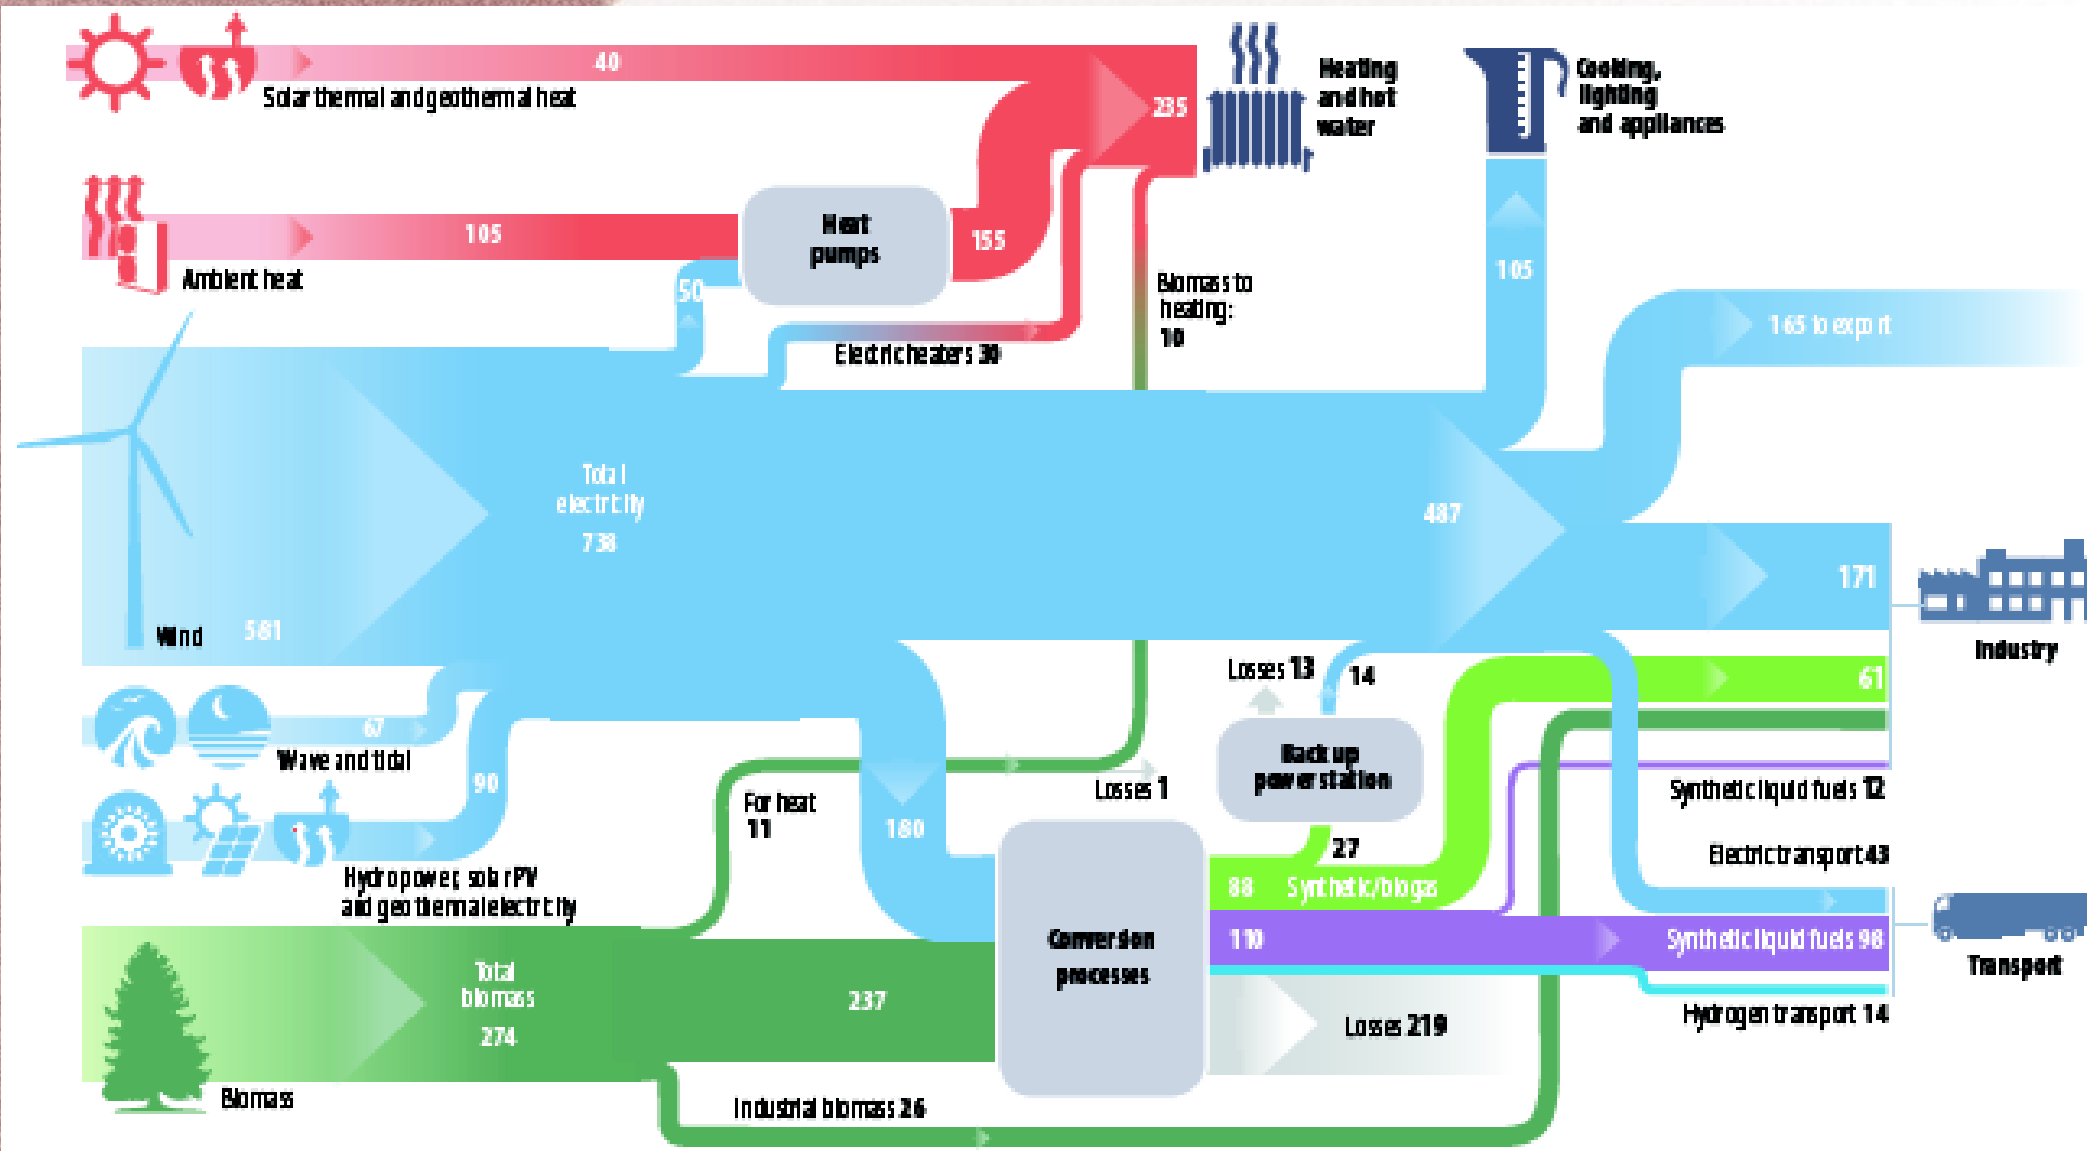 40
Solar thermal and geothermal heat
235
Heating
and hot
water
Cooking,
lighting
and appliances
105
Ambient heat
50
Heat
pumps
155
Electric heaters 30
Biomass to
heating:
10
105
165 to export
Total
electricity
738
487
171
Industry
Wind
581
67
Wave and tidal
90
Hydropower, solar PV
and geothermal electricity
For heat
11
180
Losses 1
Losses 13
14
Back up
power station
27
61
Synthetic liquid fuels 12
Electric transport 43
88
Synthetic/biogas
110
Synthetic liquid fuels 98
Transport
Hydrogen transport 14
Conversion
processes
Losses 219
Total
biomass
274
237
Biomass
Industrial biomass 26